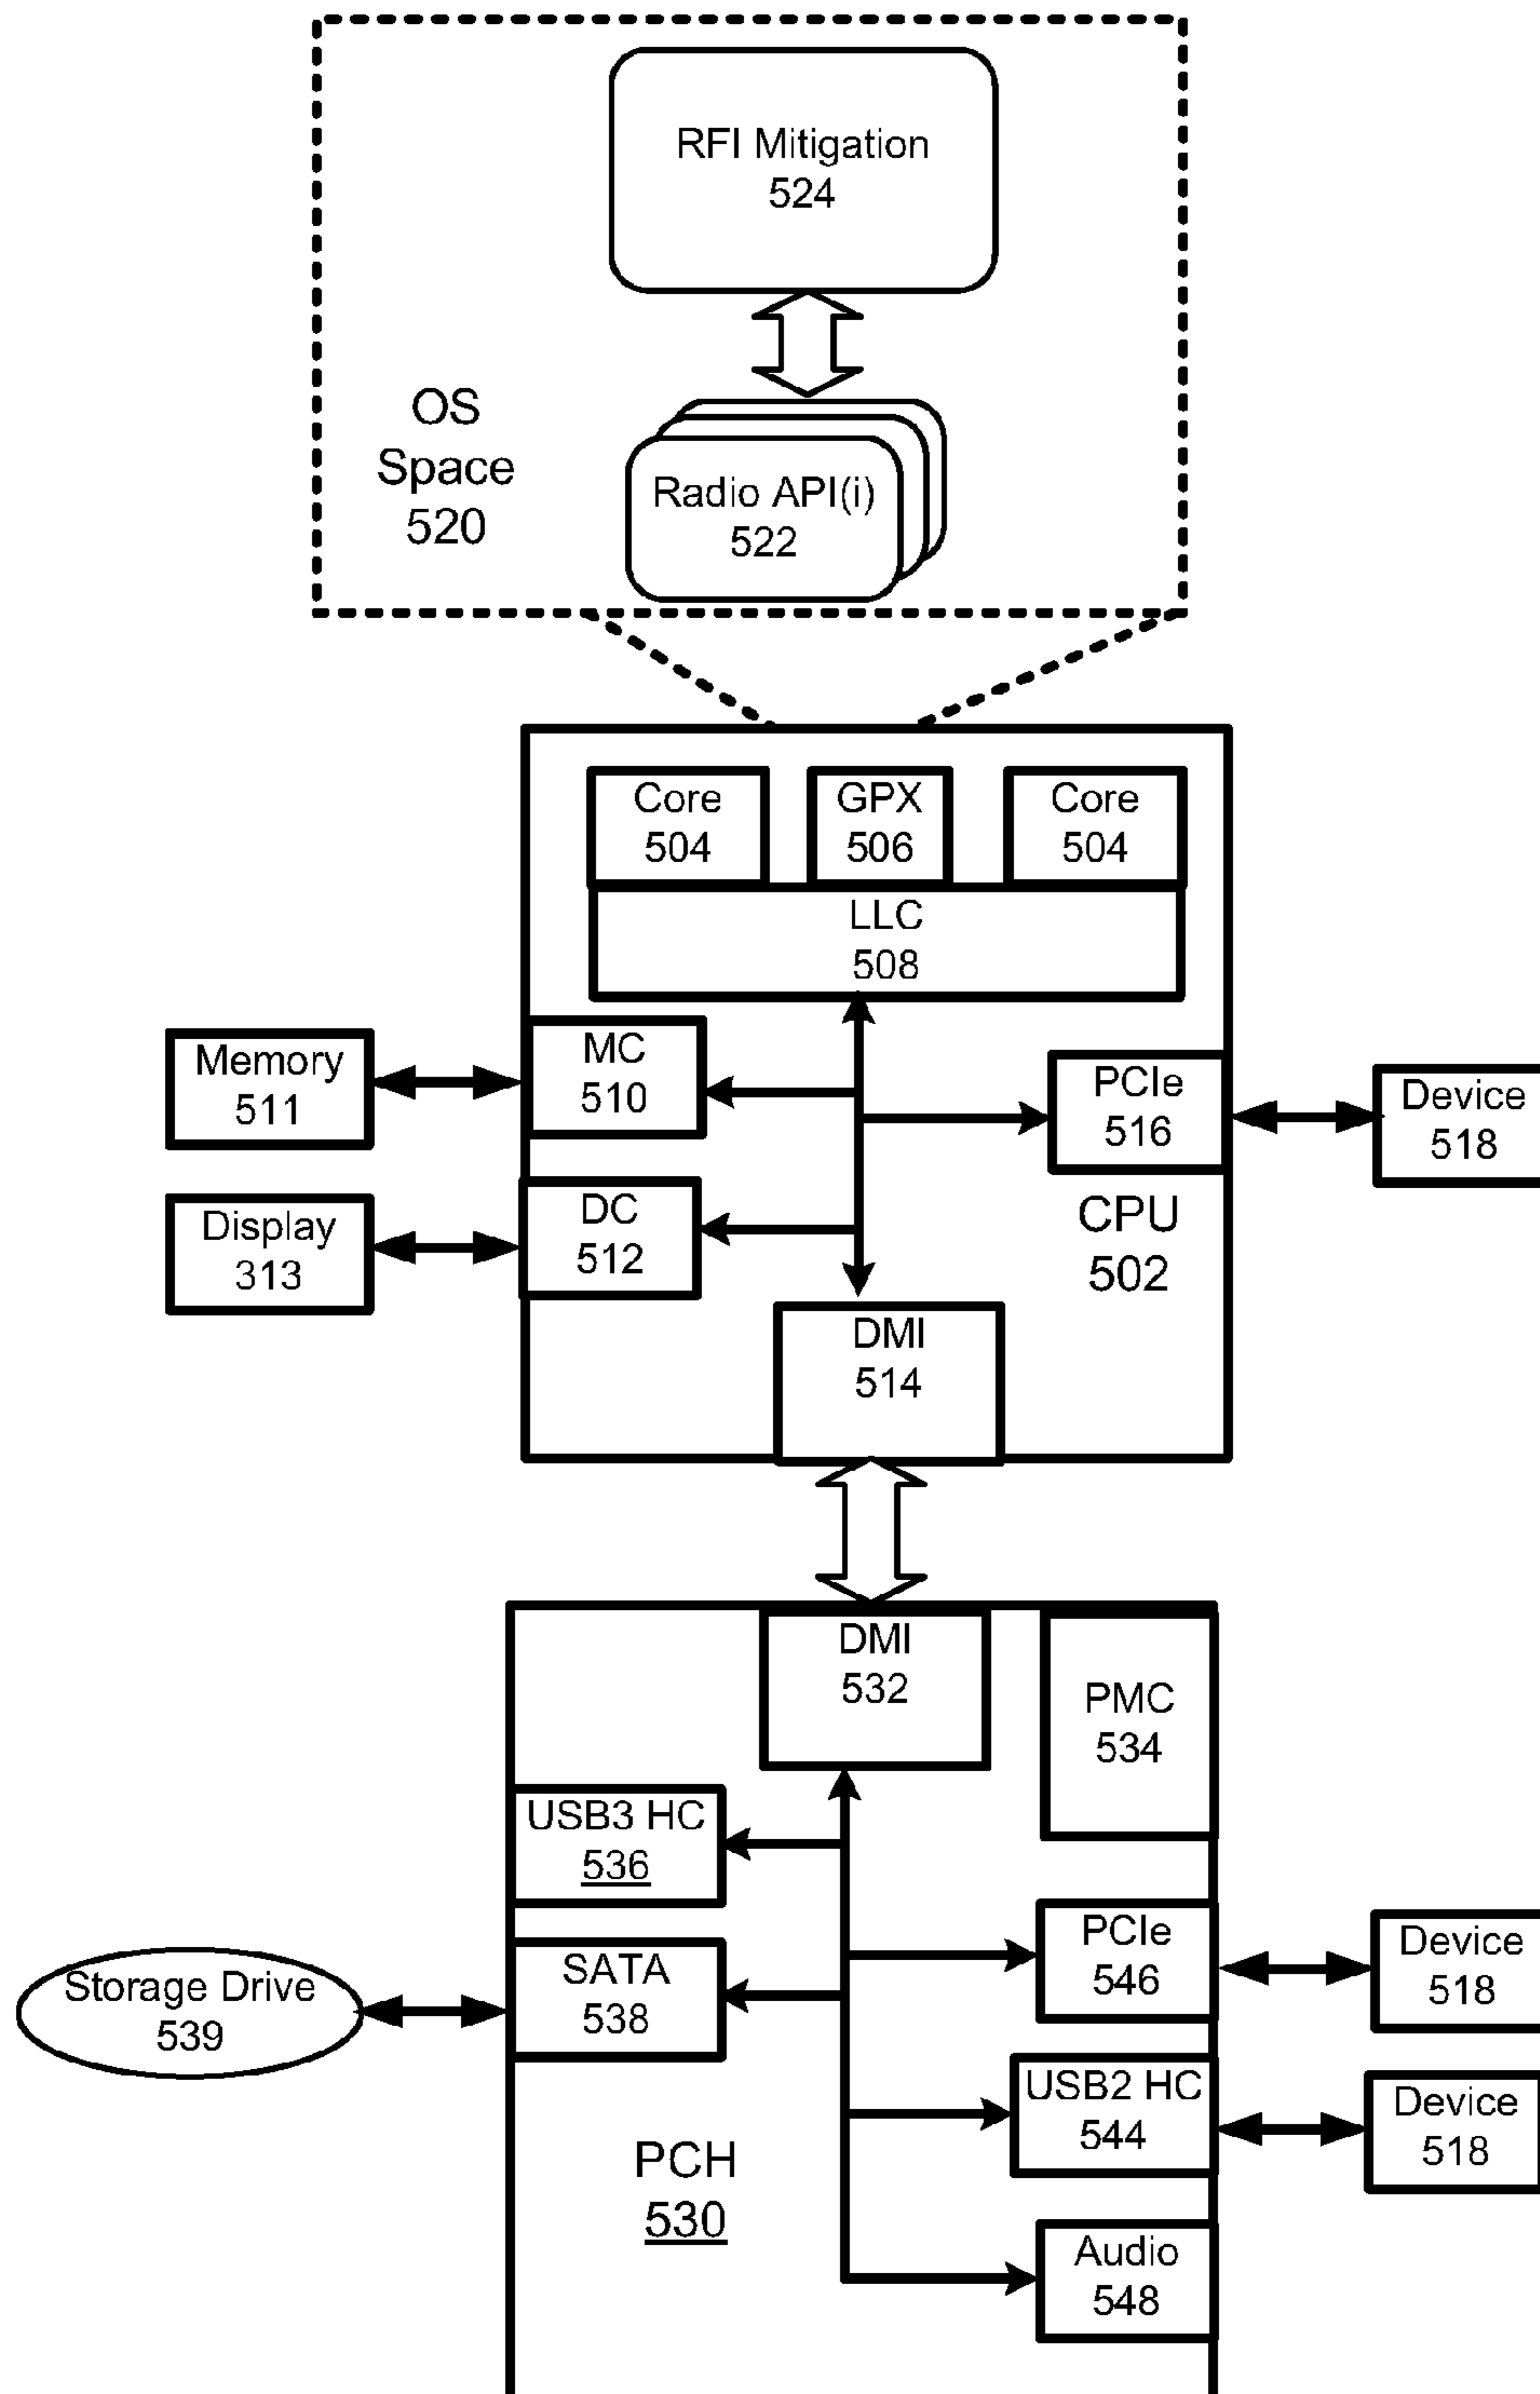 RFI Mitigation
524
OS
Space
520
Radio API(i)
522
Core
504
GPX
506
Core
504
LLC
508
Memory
511
MC
510
PCIe
516
Device
518
Display
313
DC
512
CPU
502
DMI
514
DMI
532
PMC
534
USB3 HC
536
PCIe
546
Device
518
Storage Drive
539
SATA
538
USB2 HC
544
Device
518
PCH
530
Audio
548